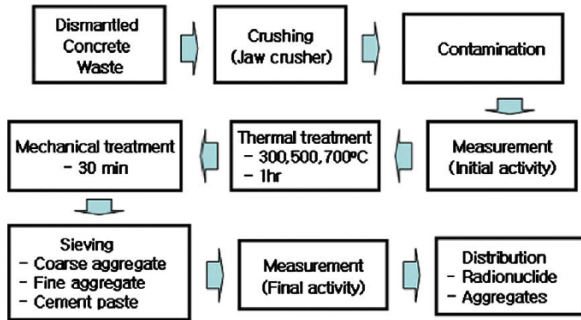 Dismantled
Concrete
Waste
Crushing
(Jaw crusher)
Contamination
Mechanical treatment
- 30 min
Thermal treatment
- 300,500,700℃
- 1hr
Measurement
(Initial activity)
Sieving
- Coarse aggregate
- Fine aggregate
- Cement paste
Measurement
(Final activity)
Distribution
- Radionuclide
- Aggregates